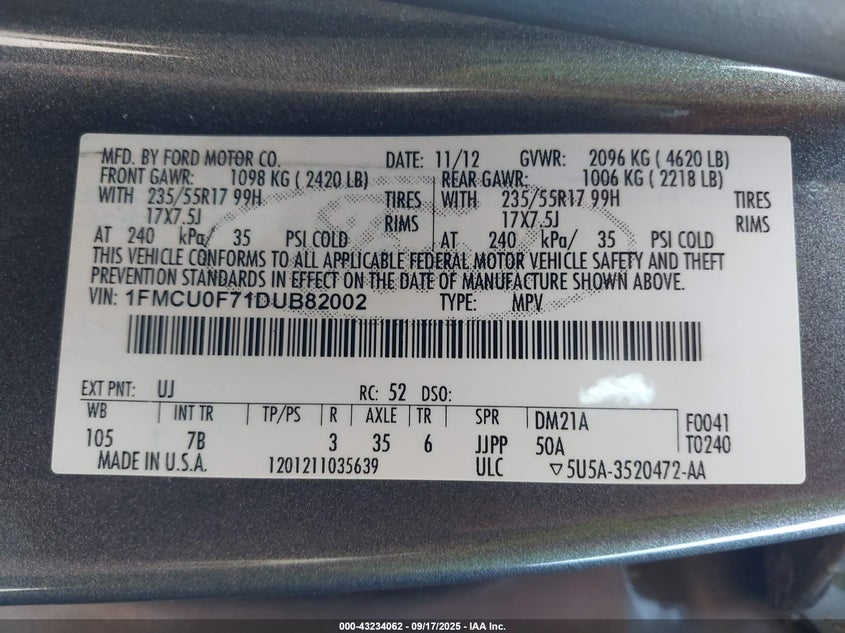 MFD. BY FORD MOTOR CO. DATE: 11/12 GVWR: 2096 KG ( 4620 LB)
FRONT GAWR: 1098 KG ( 2420 LB) REAR GAWR: 1006 KG ( 2218 LB)
WITH 235/55R17 99H TIRES WITH 235/55R17 99H TIRES
17X7.5J RIMS 17X7.5J RIMS
AT 240 kPa/ 35 PSI COLD AT 240 kPa/ 35 PSI COLD
THIS VEHICLE CONFORMS TO ALL APPLICABLE FEDERAL MOTOR VEHICLE SAFETY AND THEFT
PREVENTION STANDARDS IN EFFECT ON THE DATE OF MANUFACTURE SHOWN ABOVE.
VIN: 1FMCU0F71DUB82002 TYPE: MPV
EXT PNT: UJ RC: 52 DSO:
WB INT TR TP/PS R AXLE TR SPR DM21A F0041
105 7B 3 35 6 JJPP 50A T0240
MADE IN U.S.A. 1201211035639 ULC ▽5U5A-3520472-AA
000-43234062 - 09/17/2025 - IAA Inc.